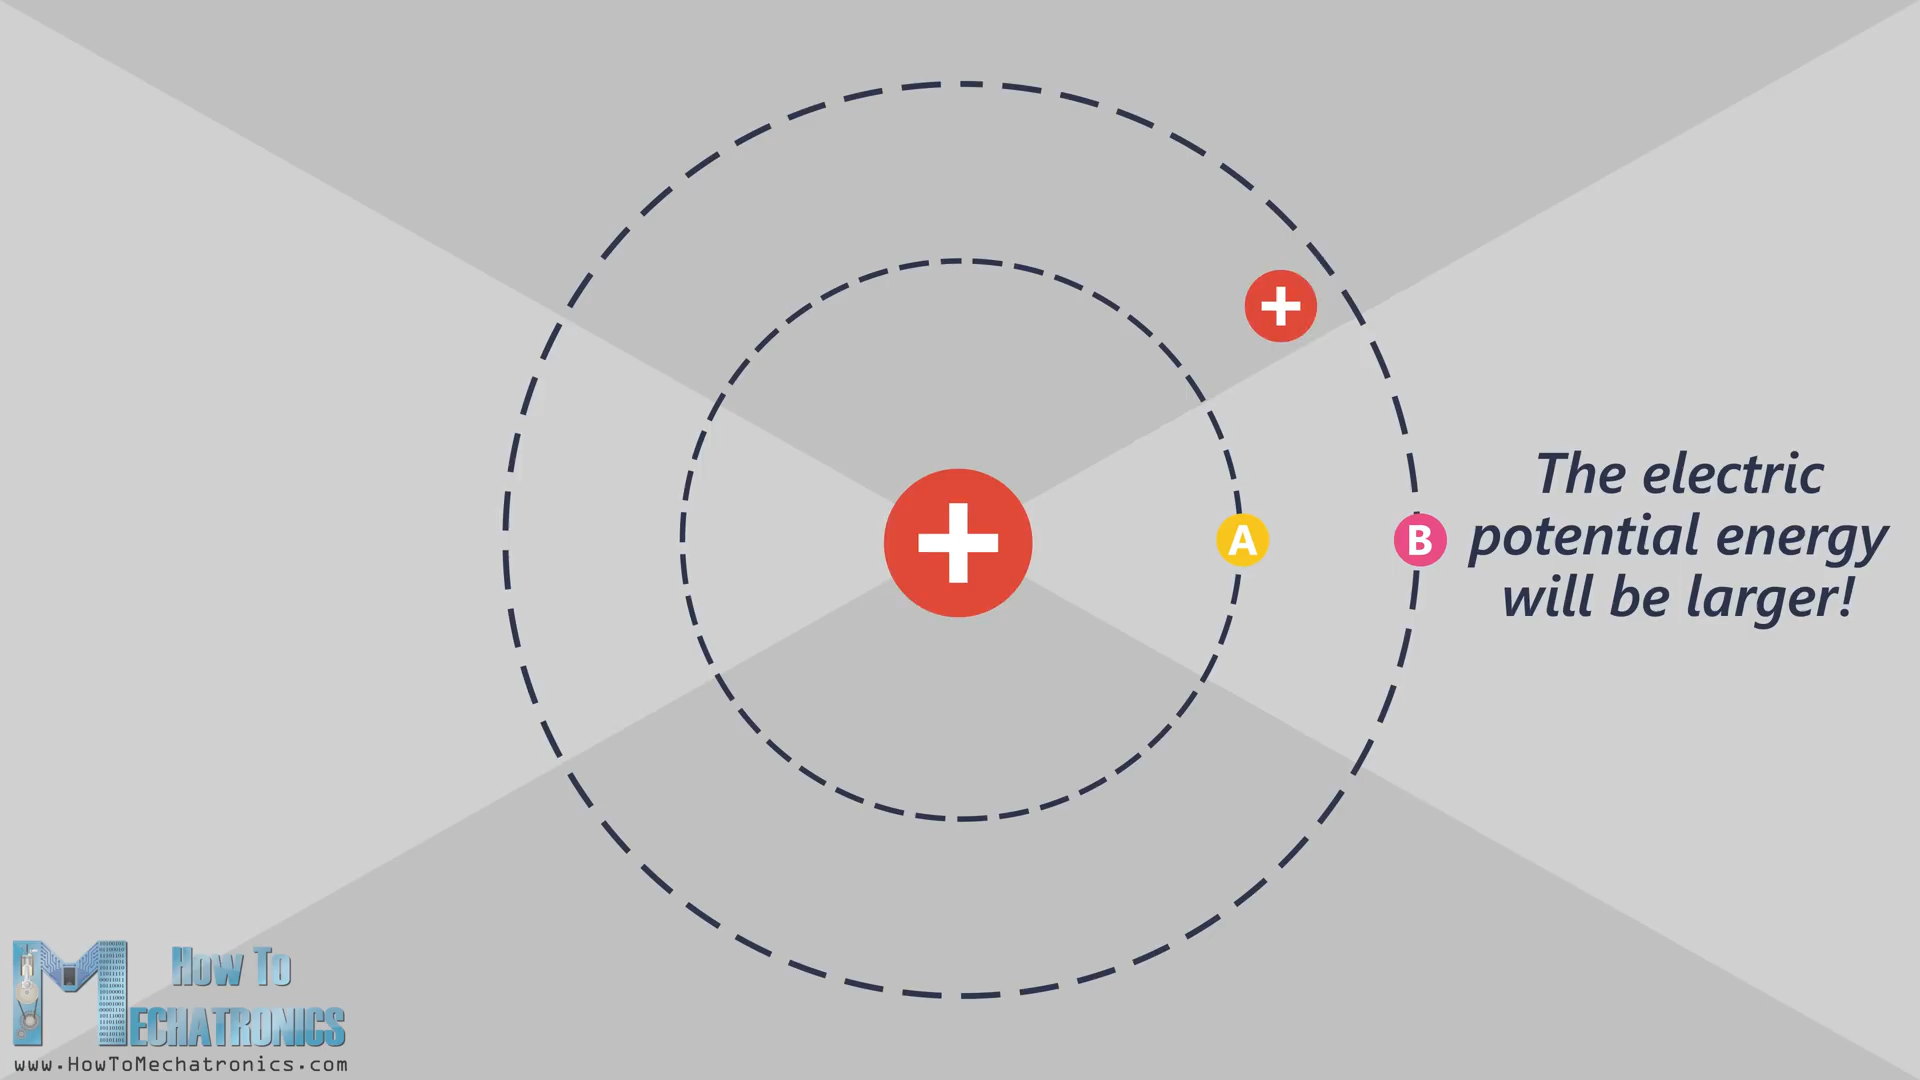 A
B
The electric
potential energy
will be larger!
How To
MECHATRONICS
www.HowToMechatronics.com